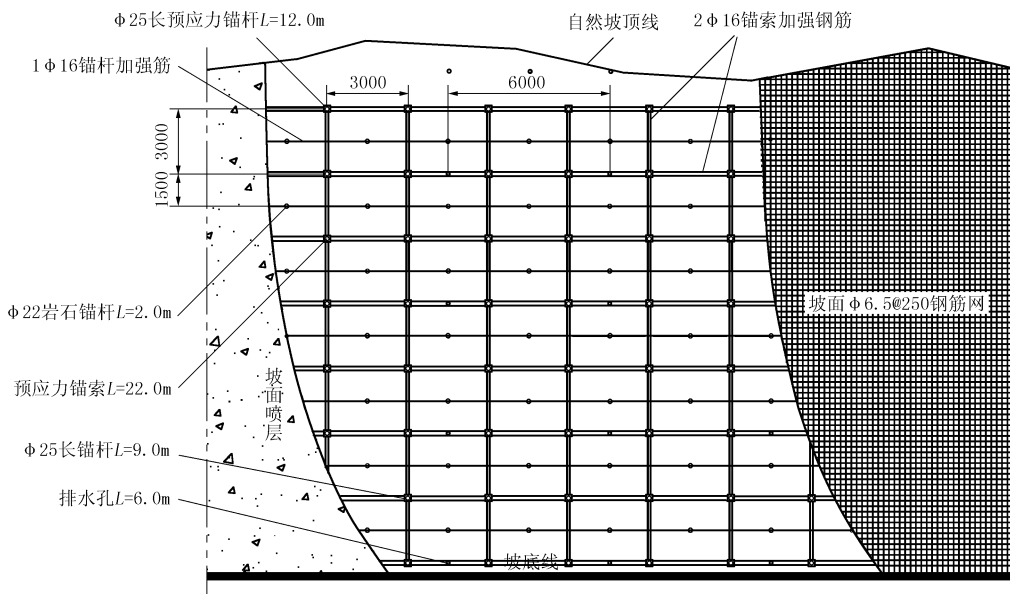 φ25长预应力锚杆L=12.0m
自然坡顶线
2φ16锚索加强钢筋
1φ16锚杆加强筋
3000
6000
3000
1500
φ22岩石锚杆L=2.0m
坡面φ6.5@250钢筋网
预应力锚索L=22.0m
坡面喷层
φ25长锚杆L=9.0m
排水孔L=6.0m
坡底线